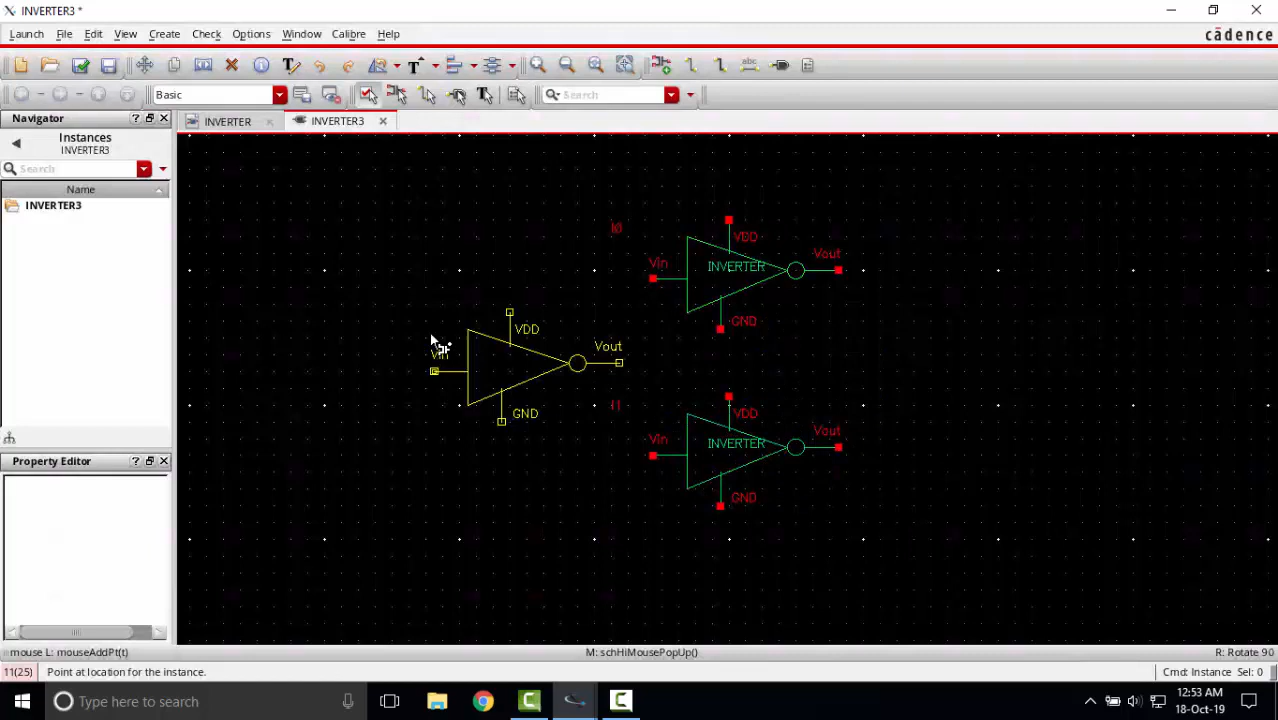 INVERTER3 *
Launch File Edit View Create Check Options Window Calibre Help
cādence
Basic
Search
Navigator
INVERTER
INVERTER3
Instances
INVERTER3
Search
Name
INVERTER3
I0
VDD
Vin
INVERTER
Vout
GND
VDD
Vin
Vout
GND
I1
VDD
Vin
INVERTER
Vout
GND
Property Editor
mouse L: mouseAddPt(t)
M: schHiMousePopUp()
R: Rotate 90
11(25)
Point at location for the instance.
Cmd: Instance Sel: 0
Type here to search
12:53 AM
18-Oct-19